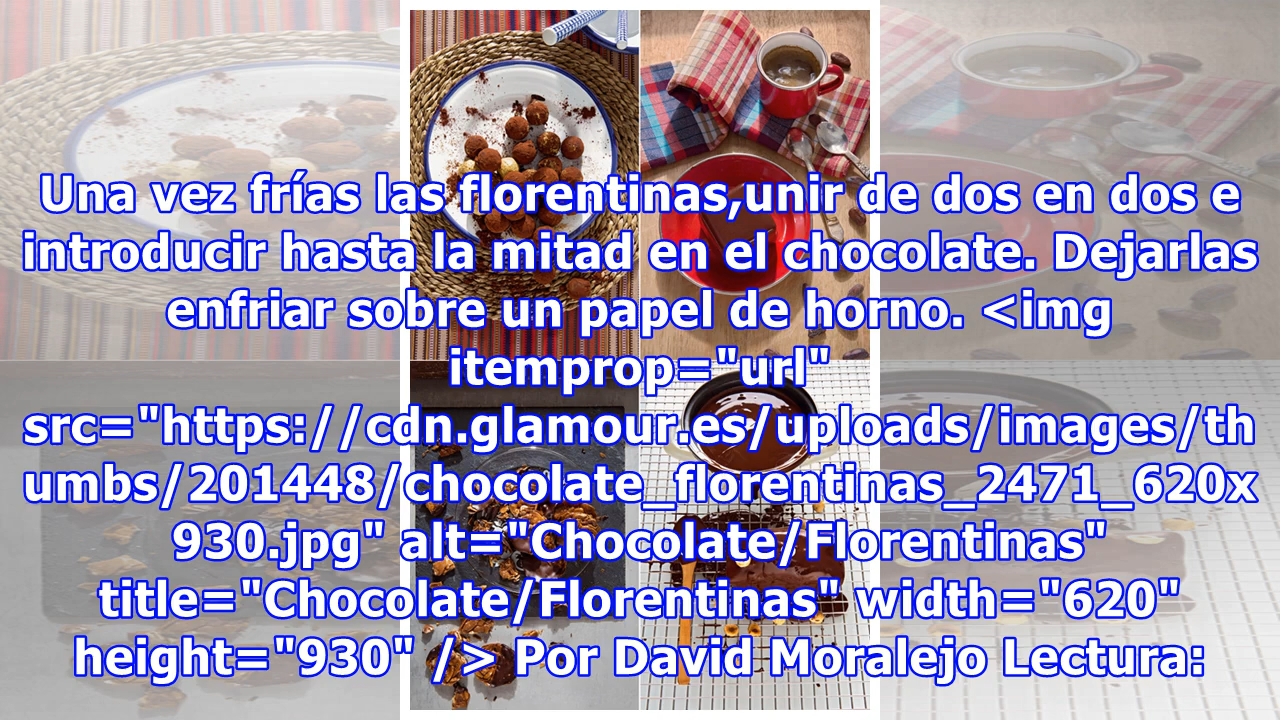 Una vez frías las florentinas,unir de dos en dos e
introducir hasta la mitad en el chocolate. Dejarlas
enfriar sobre un papel de horno. <img
itemprop="url"
src="https://cdn.glamour.es/uploads/images/th
umbs/201448/chocolate_florentinas_2471_620x
930.jpg" alt="Chocolate/Florentinas"
title="Chocolate/Florentinas" width="620"
height="930" /> Por David Moralejo Lectura: